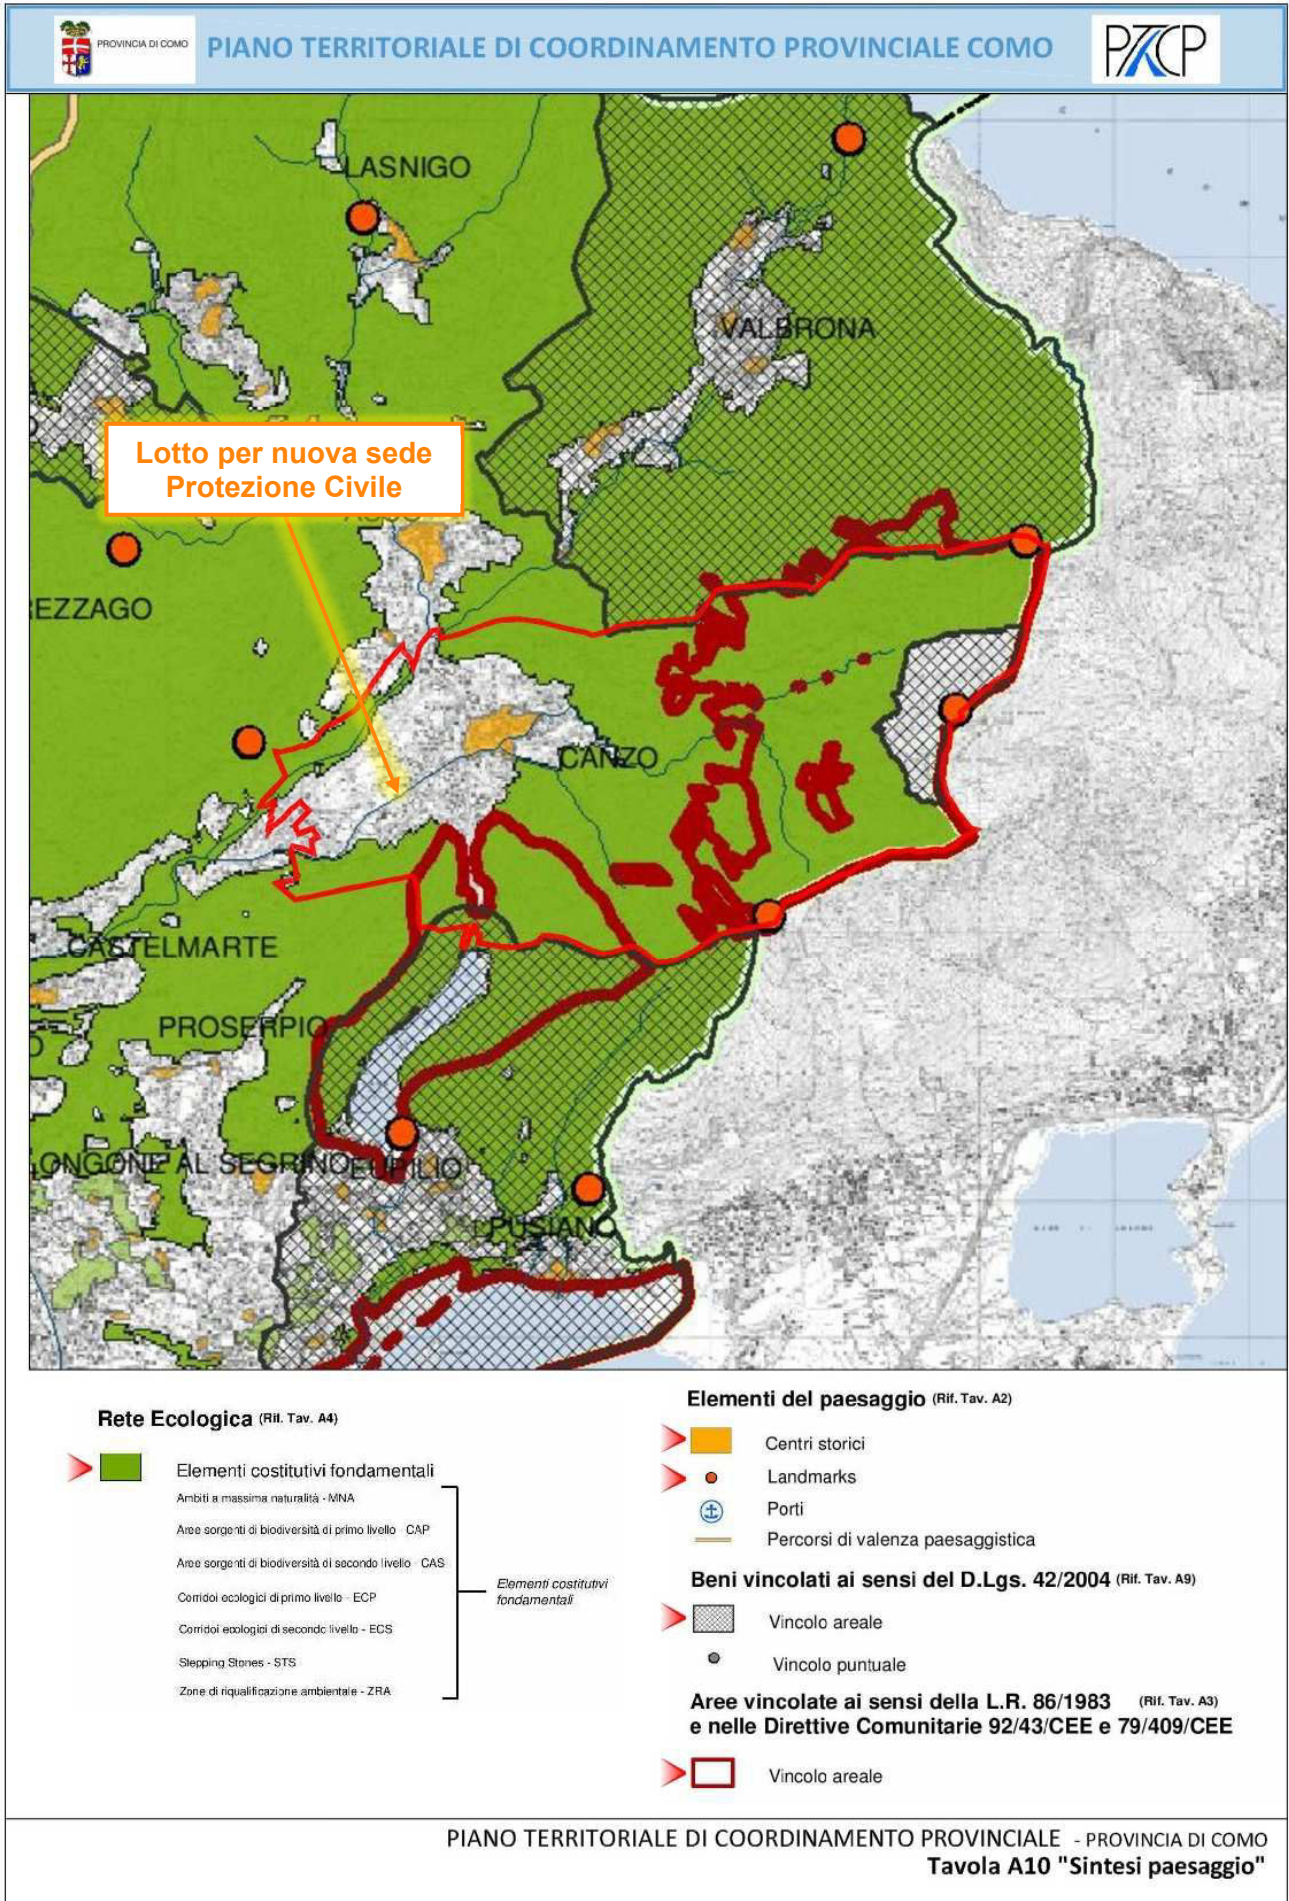 PROVINCIA DI COMO
PIANO TERRITORIALE DI COORDINAMENTO PROVINCIALE COMO
PTCP
LASNIGO
VALBRONA
Lotto per nuova sede
Protezione Civile
REZZAGO
CANZO
CASTELMARTE
PROSERPIO
LONGONE AL SEGRINO
EUPILIO
PUSIANO
Rete Ecologica (Rif. Tav. A4)
Elementi costitutivi fondamentali
Ambiti a massima naturalità - MNA
Aree sorgenti di biodiversità di primo livello - CAP
Aree sorgenti di biodiversità di secondo livello - CAS
Corridoi ecologici di primo livello - ECP
Corridoi ecologici di secondo livello - ECS
Stepping Stones - STS
Zone di riqualificazione ambientale - ZRA
Elementi costitutivi
fondamentali
Elementi del paesaggio (Rif. Tav. A2)
Centri storici
Landmarks
Porti
Percorsi di valenza paesaggistica
Beni vincolati ai sensi del D.Lgs. 42/2004 (Rif. Tav. A9)
Vincolo areale
Vincolo puntuale
Aree vincolate ai sensi della L.R. 86/1983 (Rif. Tav. A3)
e nelle Direttive Comunitarie 92/43/CEE e 79/409/CEE
Vincolo areale
PIANO TERRITORIALE DI COORDINAMENTO PROVINCIALE - PROVINCIA DI COMO
Tavola A10 "Sintesi paesaggio"